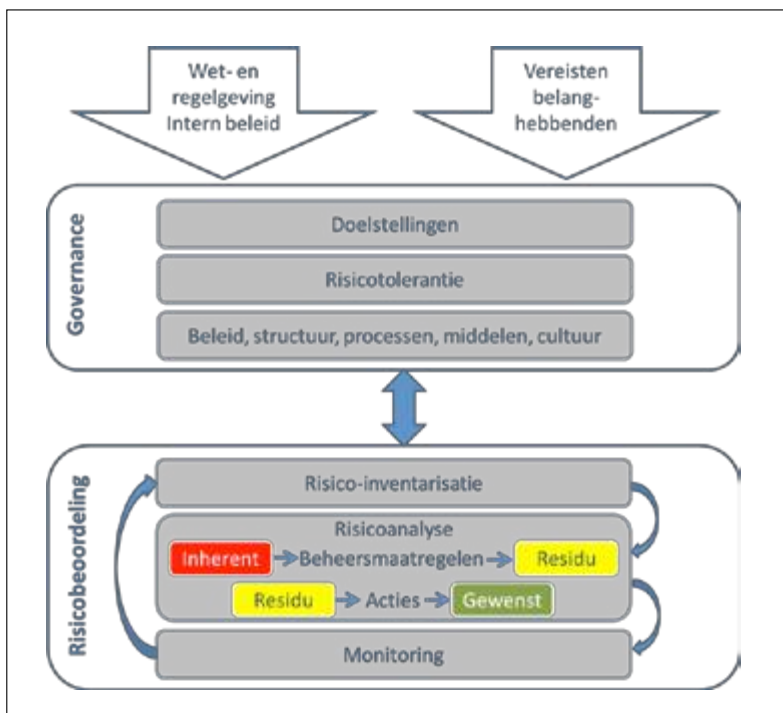 Wet- en
regelgeving
Intern beleid
Vereisten
belang-
hebbenden
Governance
Doelstellingen
Risicotolerantie
Beleid, structuur, processen, middelen, cultuur
Risicobeoordeling
Risico-inventarisatie
Risicoanalyse
Inherent Beheersmaatregelen Residu
Residu Acties Gewenst
Monitoring